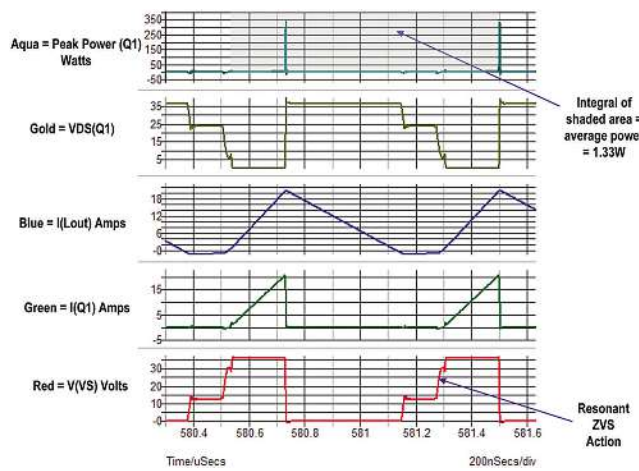 Aqua = Peak Power (Q1)
Watts
350
300
250
200
150
100
50
-50
Integral of
shaded area =
average power
= 1.33W
Gold = VDS(Q1)
35
25
15
5
Blue = I(Lout) Amps
18
12
6
-0
Green = I(Q1) Amps
15
5
-5
Red = V(VS) Volts
30
20
10
0
580.4 580.6 580.8 581 581.2 581.4 581.6
Time/uSecs
200nSecs/div
Resonant
ZVS
Action